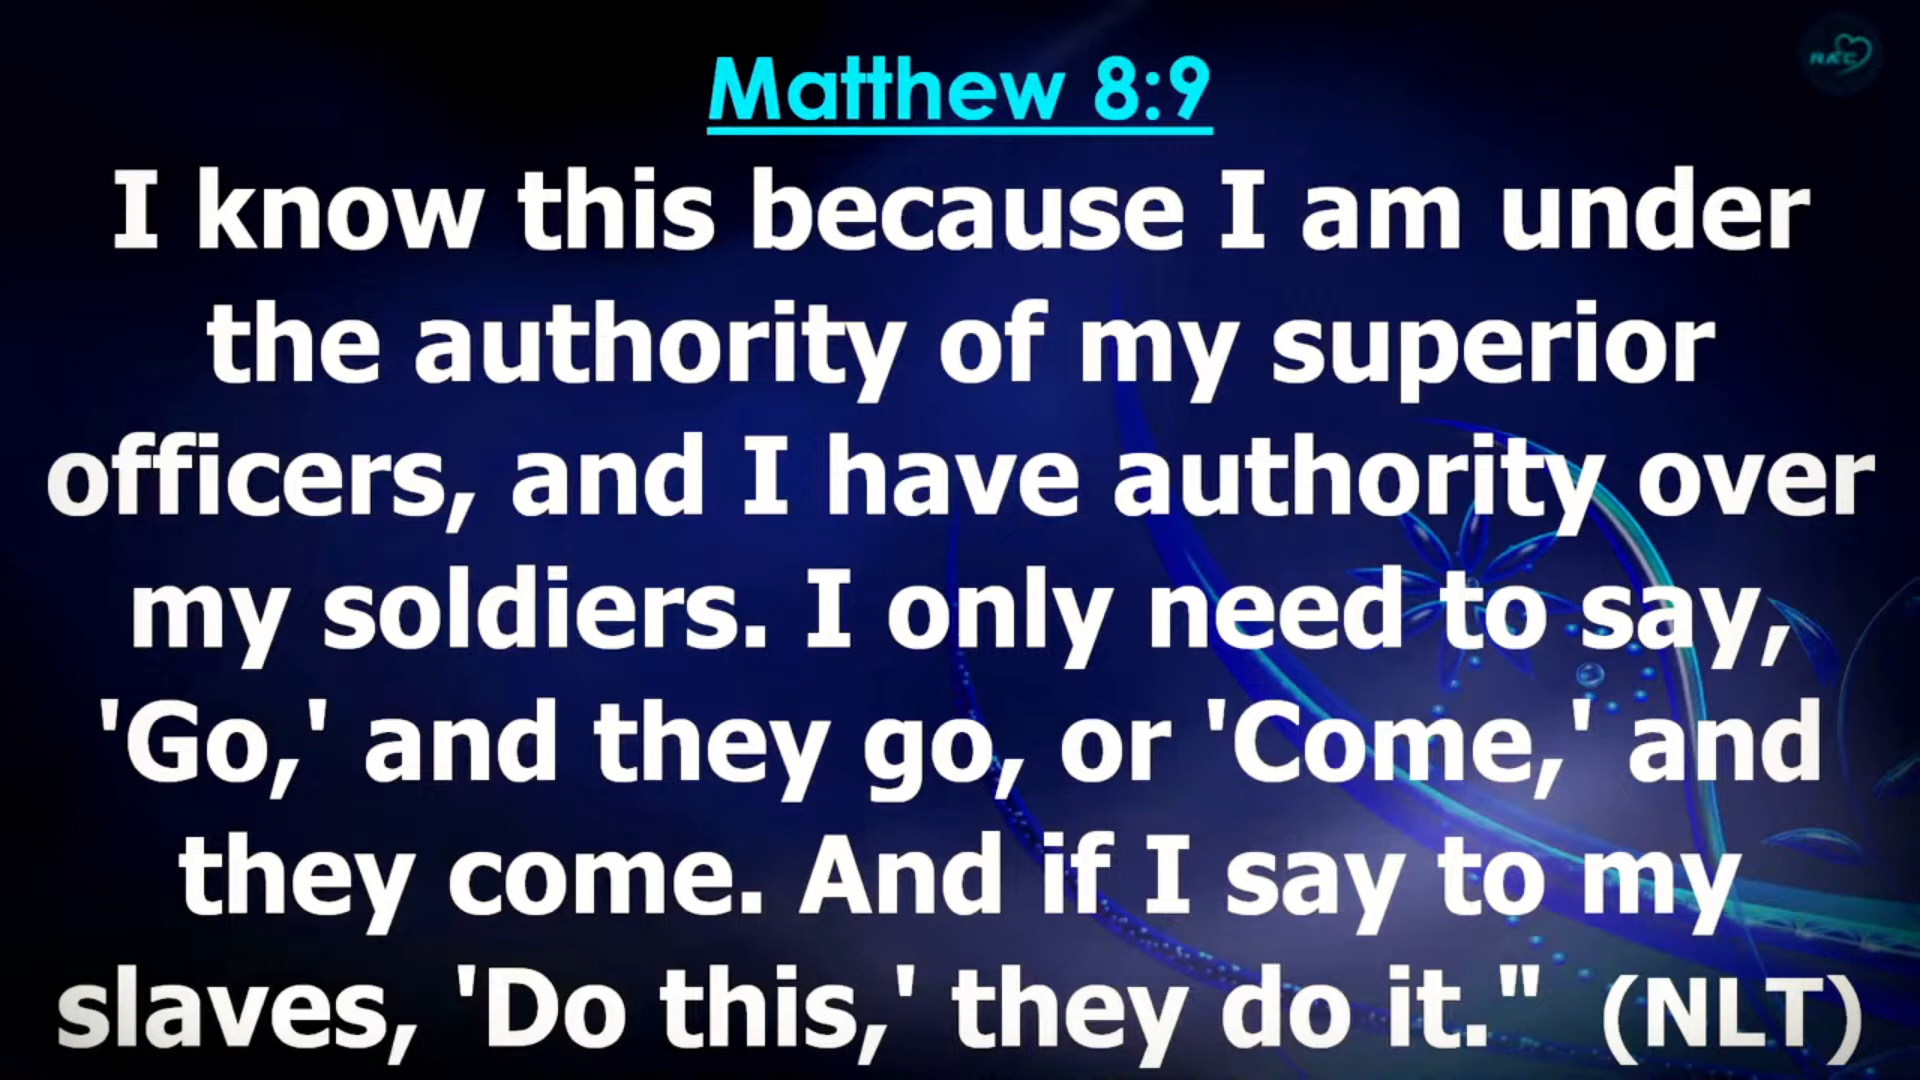 Matthew 8:9
I know this because I am under
the authority of my superior
officers, and I have authority over
my soldiers. I only need to say,
'Go,' and they go, or 'Come,' and
they come. And if I say to my
slaves, 'Do this,' they do it." (NLT)